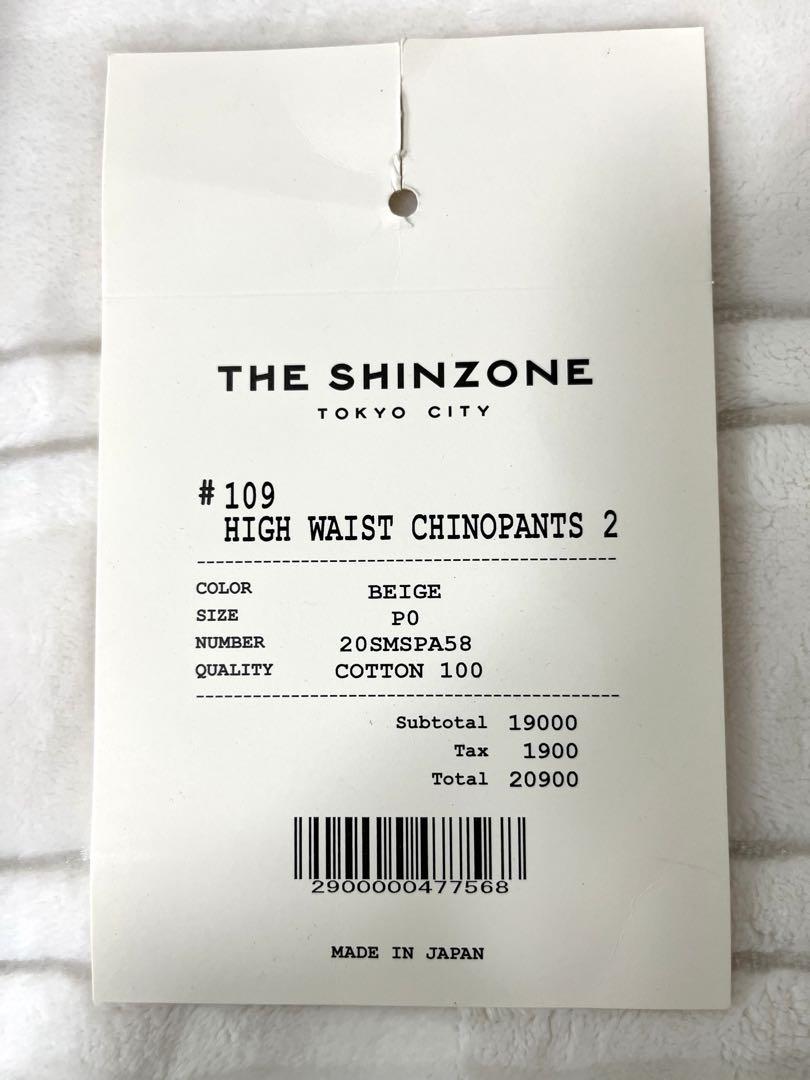 THE SHINZONE
TOKYO CITY
#109
HIGH WAIST CHINOPANTS 2
COLOR BEIGE
SIZE P0
NUMBER 20SMSPA58
QUALITY COTTON 100
Subtotal 19000
Tax 1900
Total 20900
2900000477568
MADE IN JAPAN